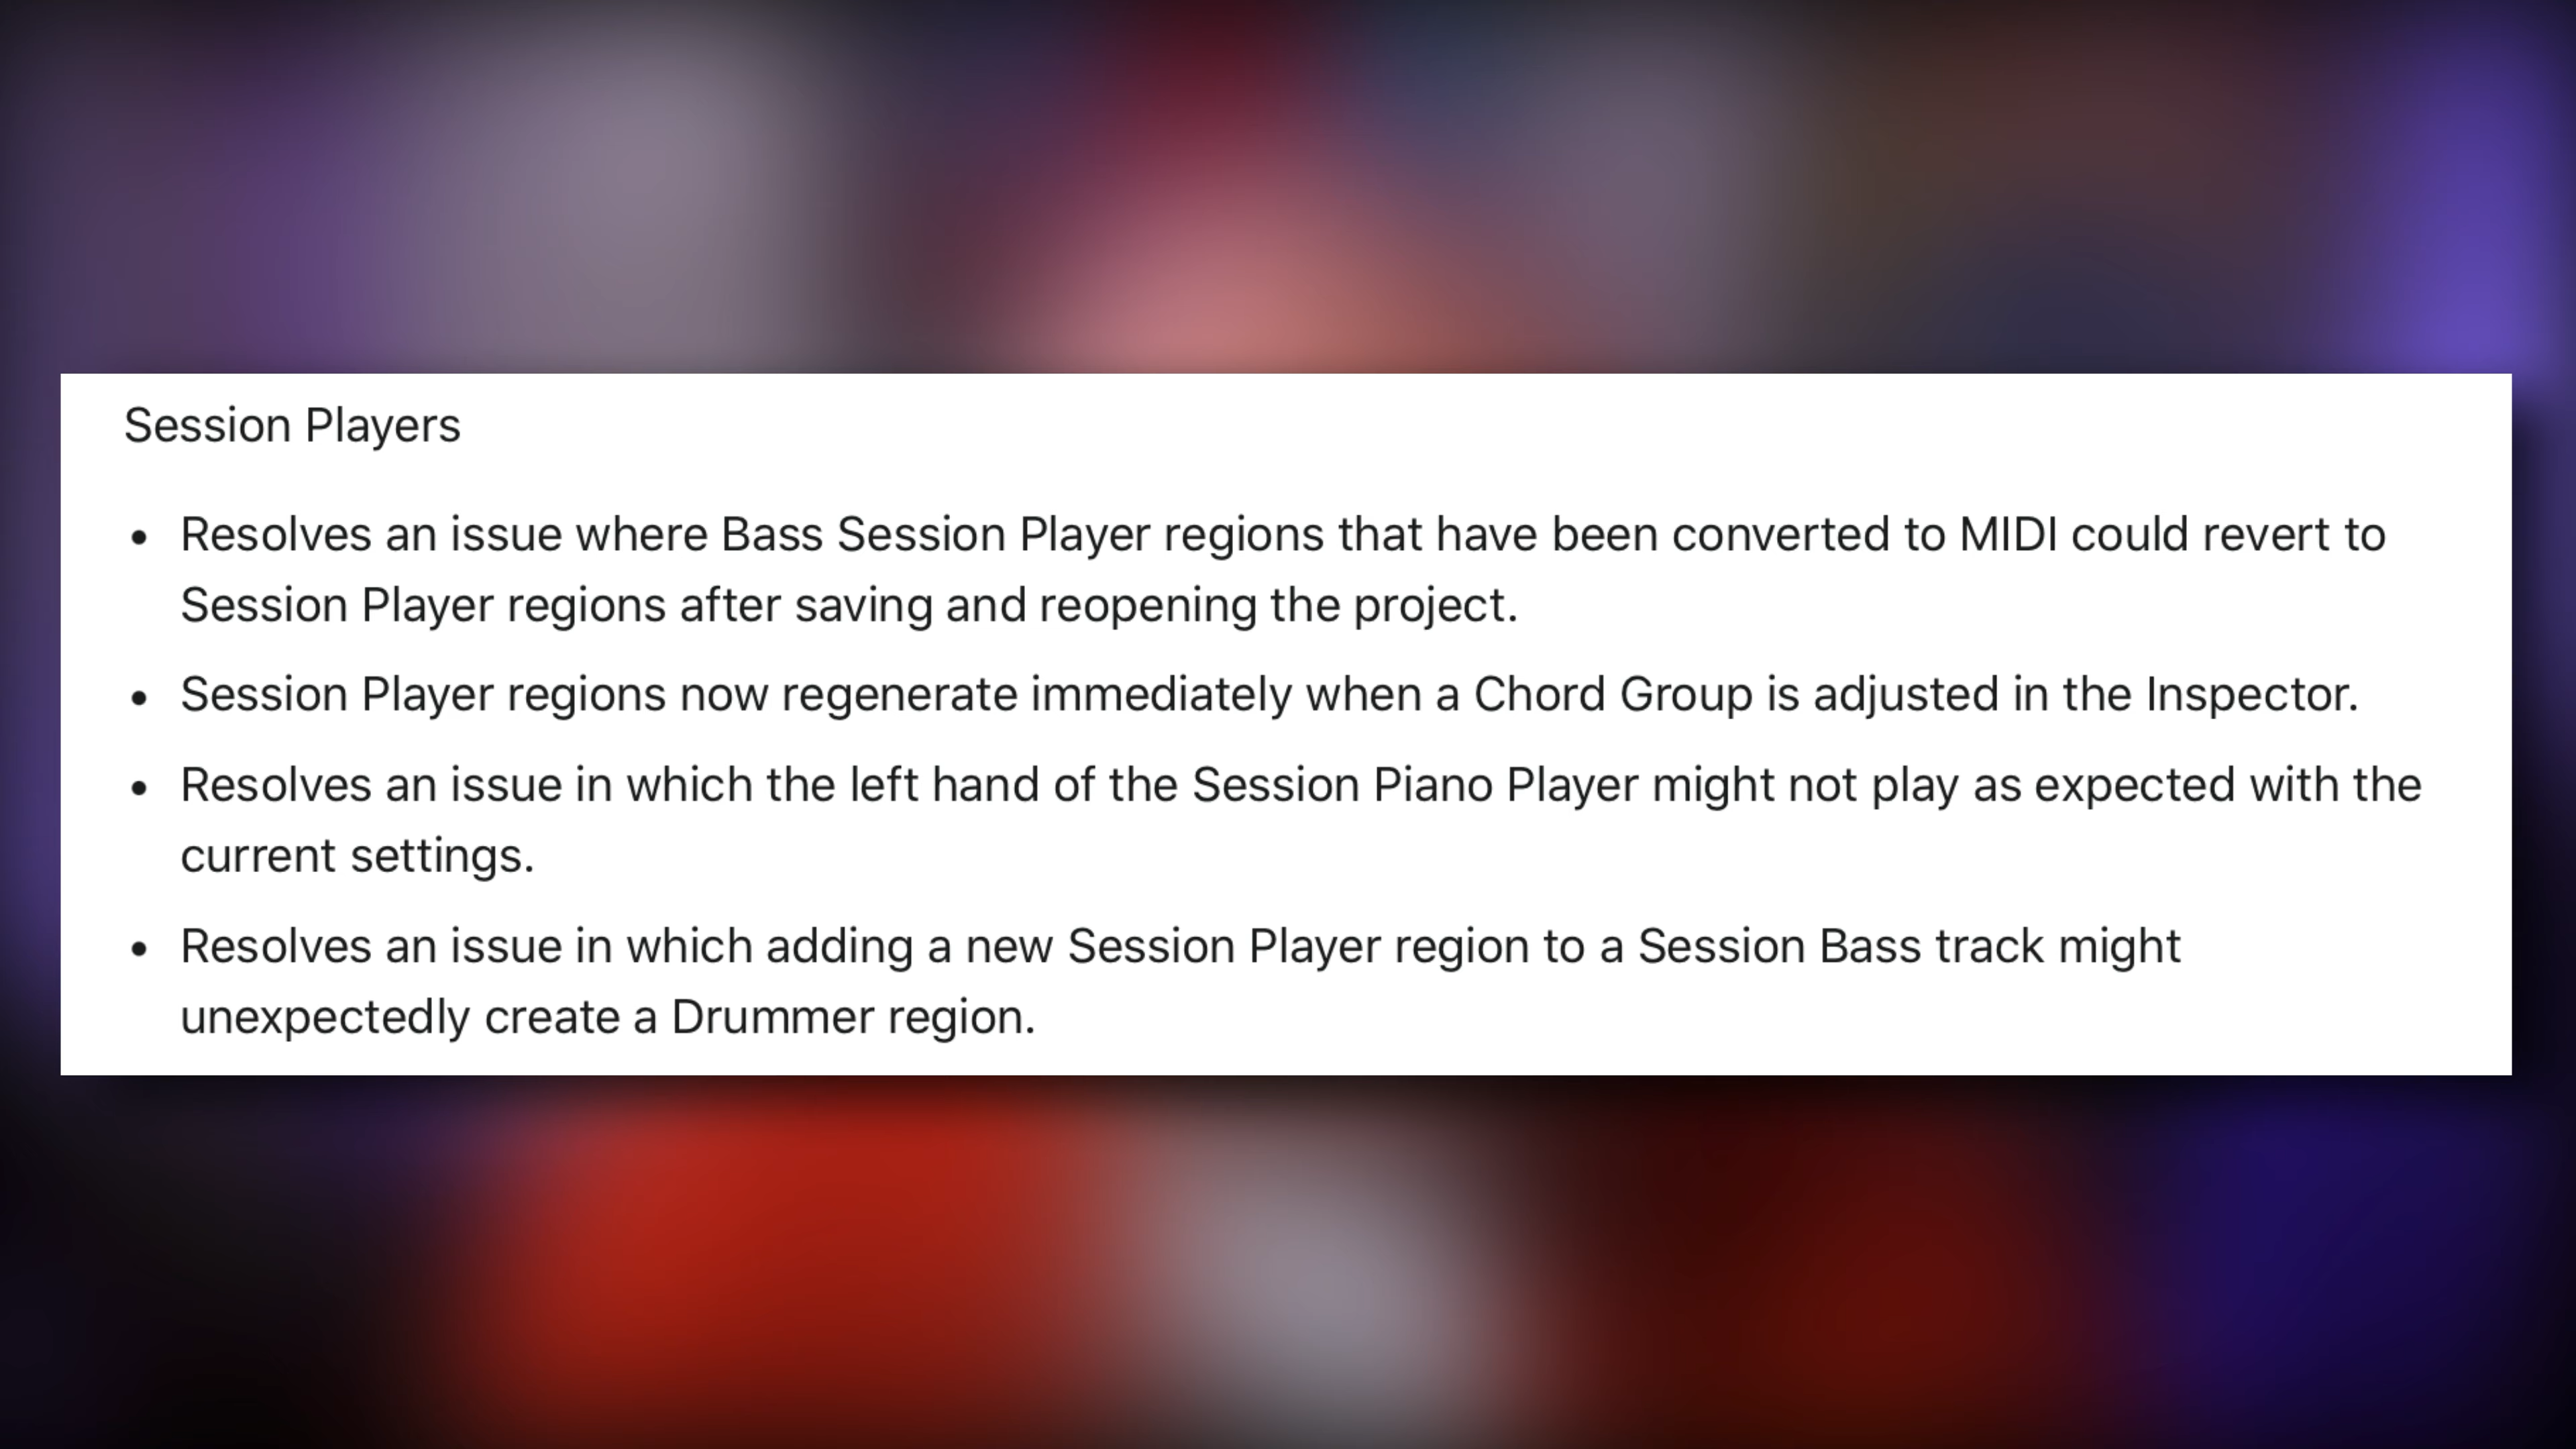 Session Players
• Resolves an issue where Bass Session Player regions that have been converted to MIDI could revert to
Session Player regions after saving and reopening the project.
• Session Player regions now regenerate immediately when a Chord Group is adjusted in the Inspector.
• Resolves an issue in which the left hand of the Session Piano Player might not play as expected with the
current settings.
• Resolves an issue in which adding a new Session Player region to a Session Bass track might
unexpectedly create a Drummer region.